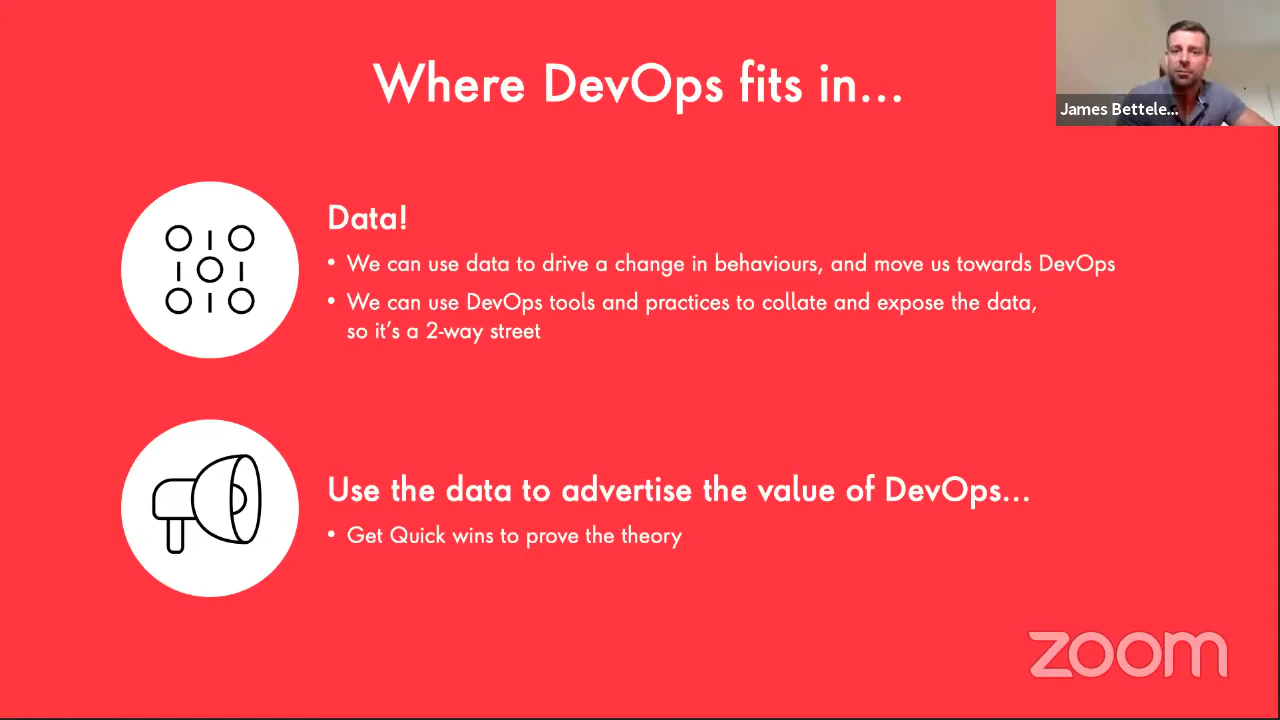 Where DevOps fits in...
James Bettele...
Data!
• We can use data to drive a change in behaviours, and move us towards DevOps
• We can use DevOps tools and practices to collate and expose the data,
so it's a 2-way street
Use the data to advertise the value of DevOps...
• Get Quick wins to prove the theory
zoom